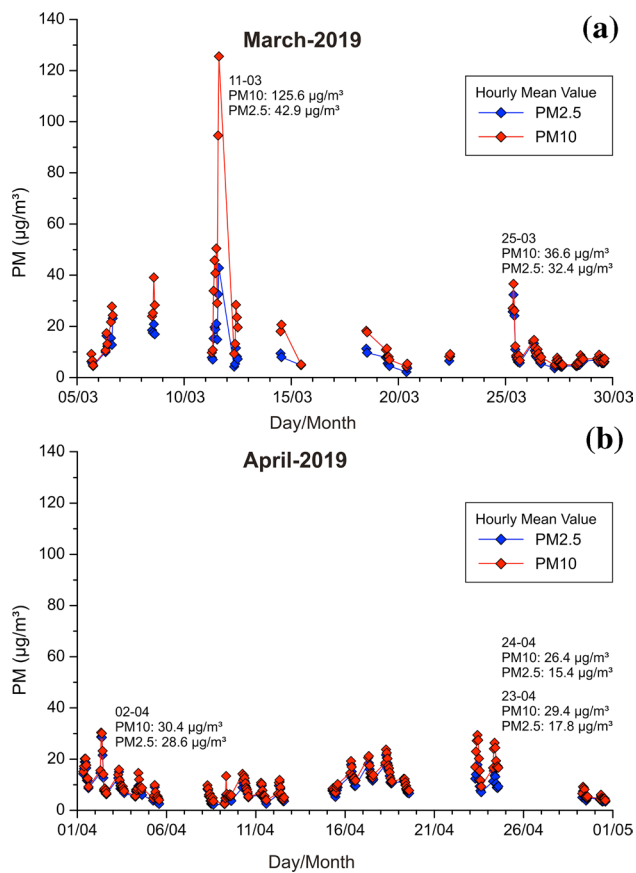 (a)
March-2019
140
120
100
80
60
40
20
0
PM (µg/m³)
11-03
PM10: 125.6 µg/m³
PM2.5: 42.9 µg/m³
Hourly Mean Value
PM2.5
PM10
25-03
PM10: 36.6 µg/m³
PM2.5: 32.4 µg/m³
05/03 10/03 15/03 20/03 25/03 30/03
Day/Month
(b)
April-2019
140
120
100
80
60
40
20
0
PM (µg/m³)
Hourly Mean Value
PM2.5
PM10
24-04
PM10: 26.4 µg/m³
PM2.5: 15.4 µg/m³
23-04
PM10: 29.4 µg/m³
PM2.5: 17.8 µg/m³
02-04
PM10: 30.4 µg/m³
PM2.5: 28.6 µg/m³
01/04 06/04 11/04 16/04 21/04 26/04 01/05
Day/Month